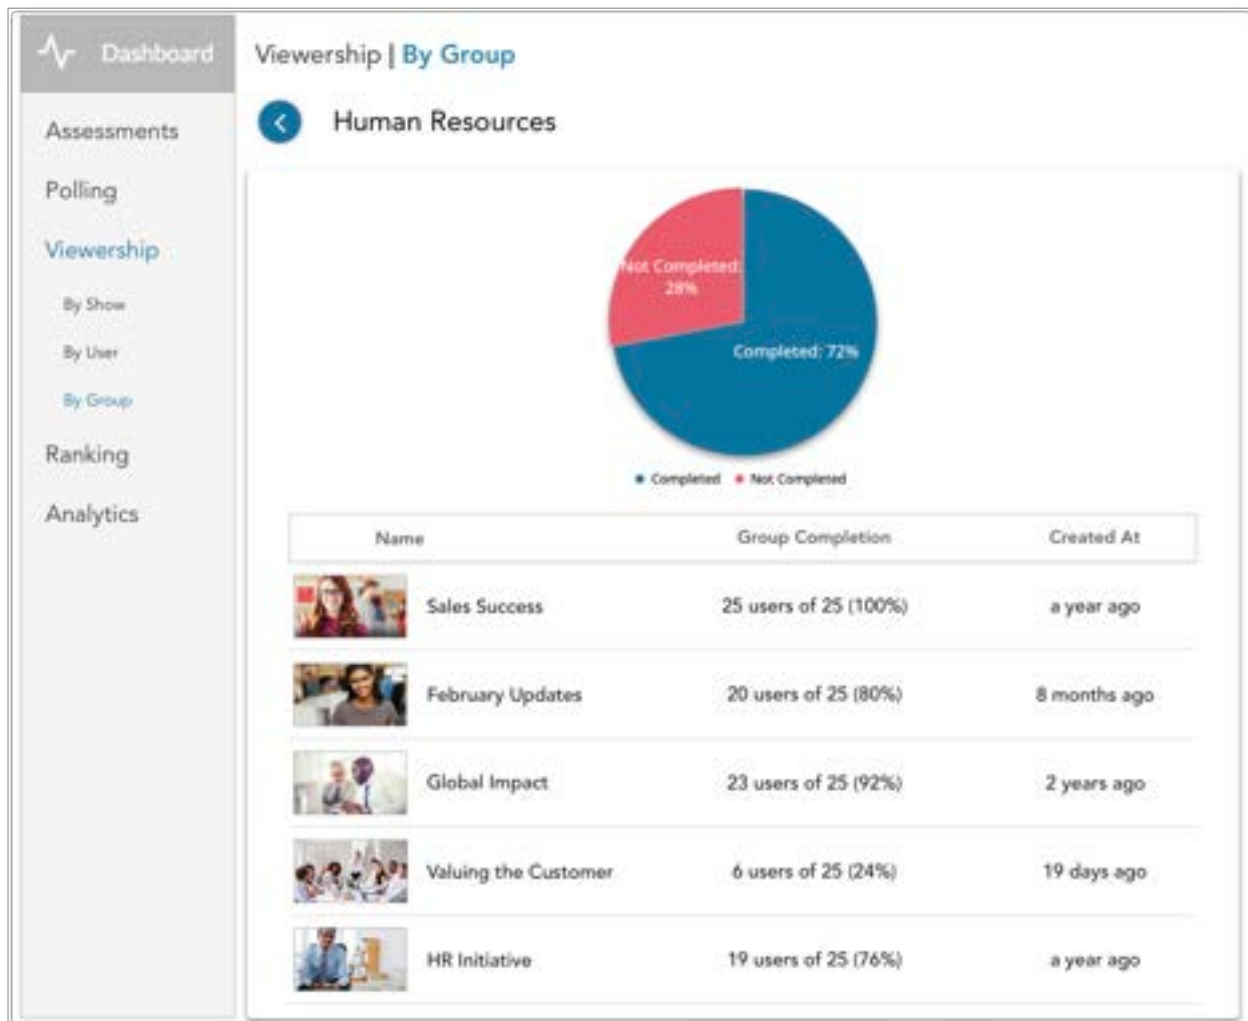 Dashboard
Viewership | By Group
Assessments
Polling
Viewership
By Show
By User
By Group
Ranking
Analytics
Human Resources
Not Completed:
28%
Completed: 72%
Completed Not Completed
Name Group Completion Created At
Sales Success 25 users of 25 (100%) a year ago
February Updates 20 users of 25 (80%) 8 months ago
Global Impact 23 users of 25 (92%) 2 years ago
Valuing the Customer 6 users of 25 (24%) 19 days ago
HR Initiative 19 users of 25 (76%) a year ago